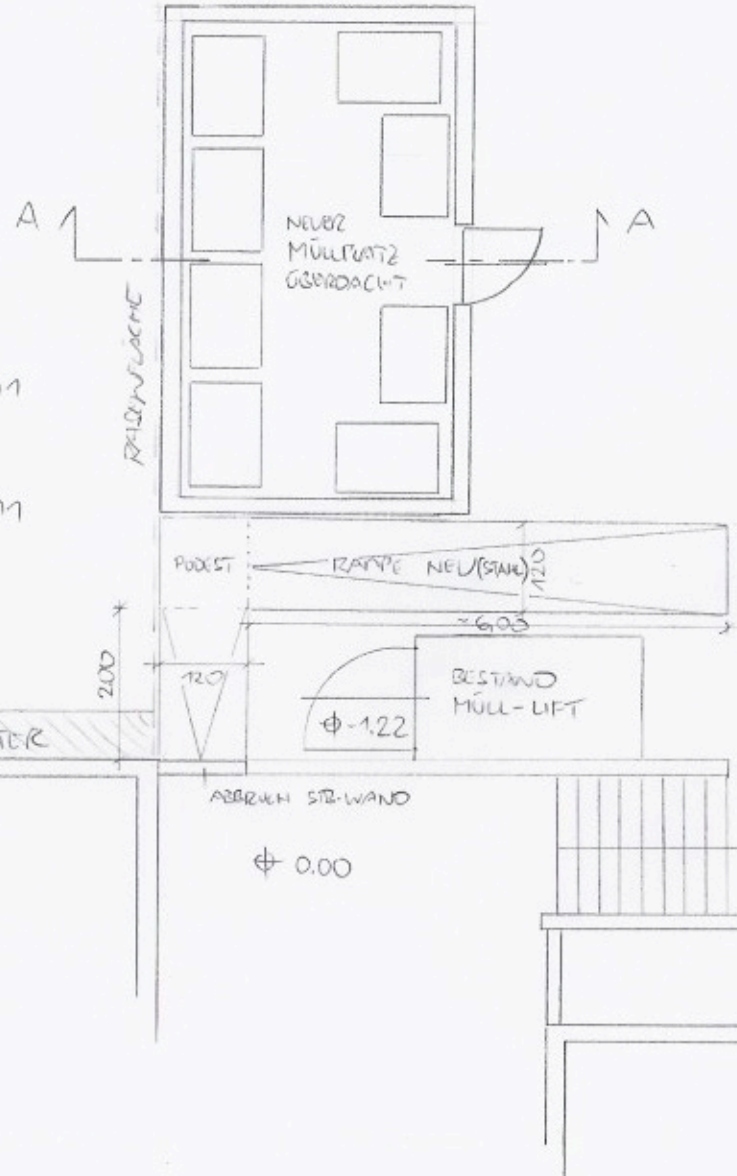 A
A
NEUER
MÜLLPLATZ
ÜBERDACHT
RASENFLÄCHE
PODEST
RAMPE NEU (STAHL)
120
~6.00
200
120
BESTAND
MÜLL-LIFT
-1.22
TER
ABBRUCH STB-WAND
0.00